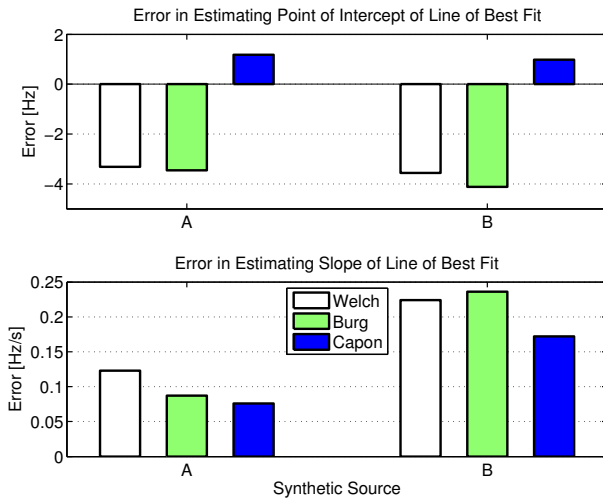 Error in Estimating Point of Intercept of Line of Best Fit
Error [Hz]
2
0
−2
−4
A
B
Error in Estimating Slope of Line of Best Fit
Error [Hz/s]
0.25
0.2
0.15
0.1
0.05
0
Welch
Burg
Capon
A
B
Synthetic Source